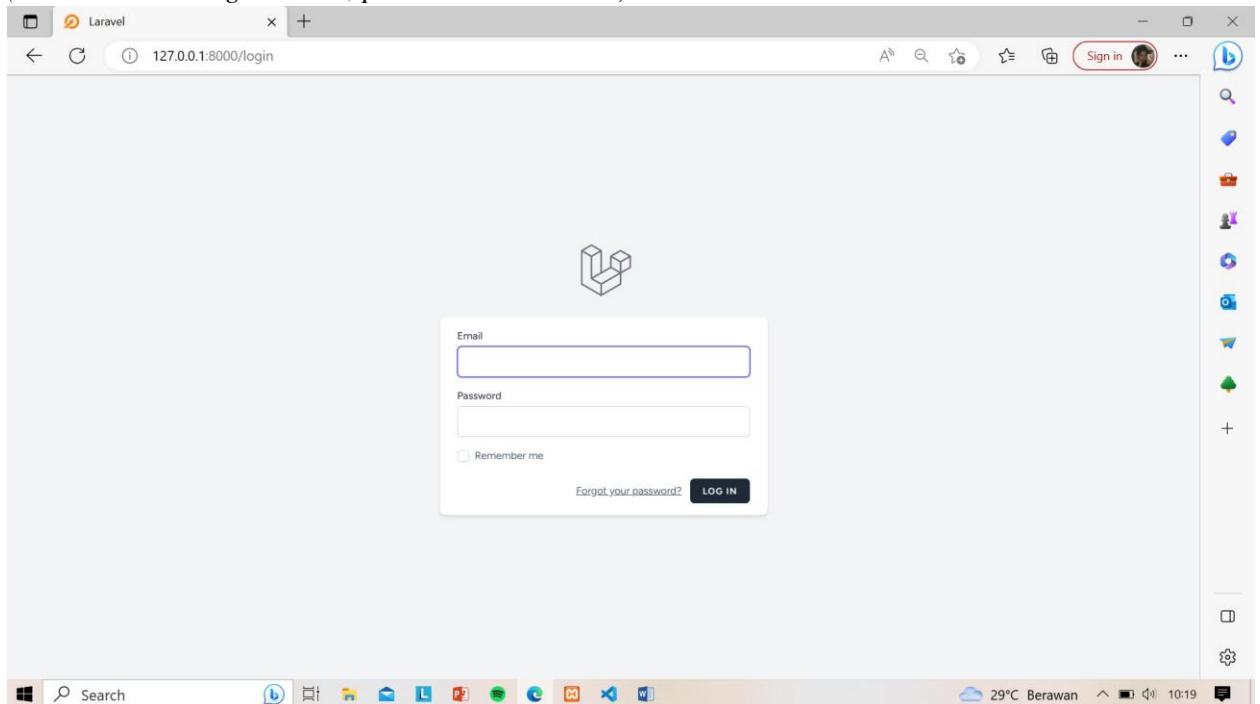 Laravel
127.0.0.1:8000/login
Sign in
Email
Password
Remember me
Forgot your password? LOG IN
Search
29°C Berawan 10:19